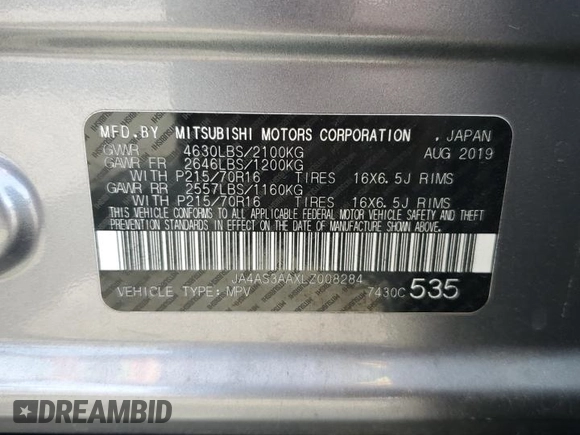 MFD.BY MITSUBISHI MOTORS CORPORATION . JAPAN
GVWR 4630LBS/2100KG AUG 2019
GAWR FR 2646LBS/1200KG
WITH P215/70R16 TIRES 16X6.5J RIMS
GAWR RR 2557LBS/1160KG
WITH P215/70R16 TIRES 16X6.5J RIMS
THIS VEHICLE CONFORMS TO ALL APPLICABLE FEDERAL MOTOR VEHICLE SAFETY AND THEFT
PREVENTION STANDARDS IN EFFECT ON THE DATE OF MANUFACTURE SHOWN ABOVE.
JA4AS3AAXLZ008284
VEHICLE TYPE:MPV 7430C 535
DREAMBID